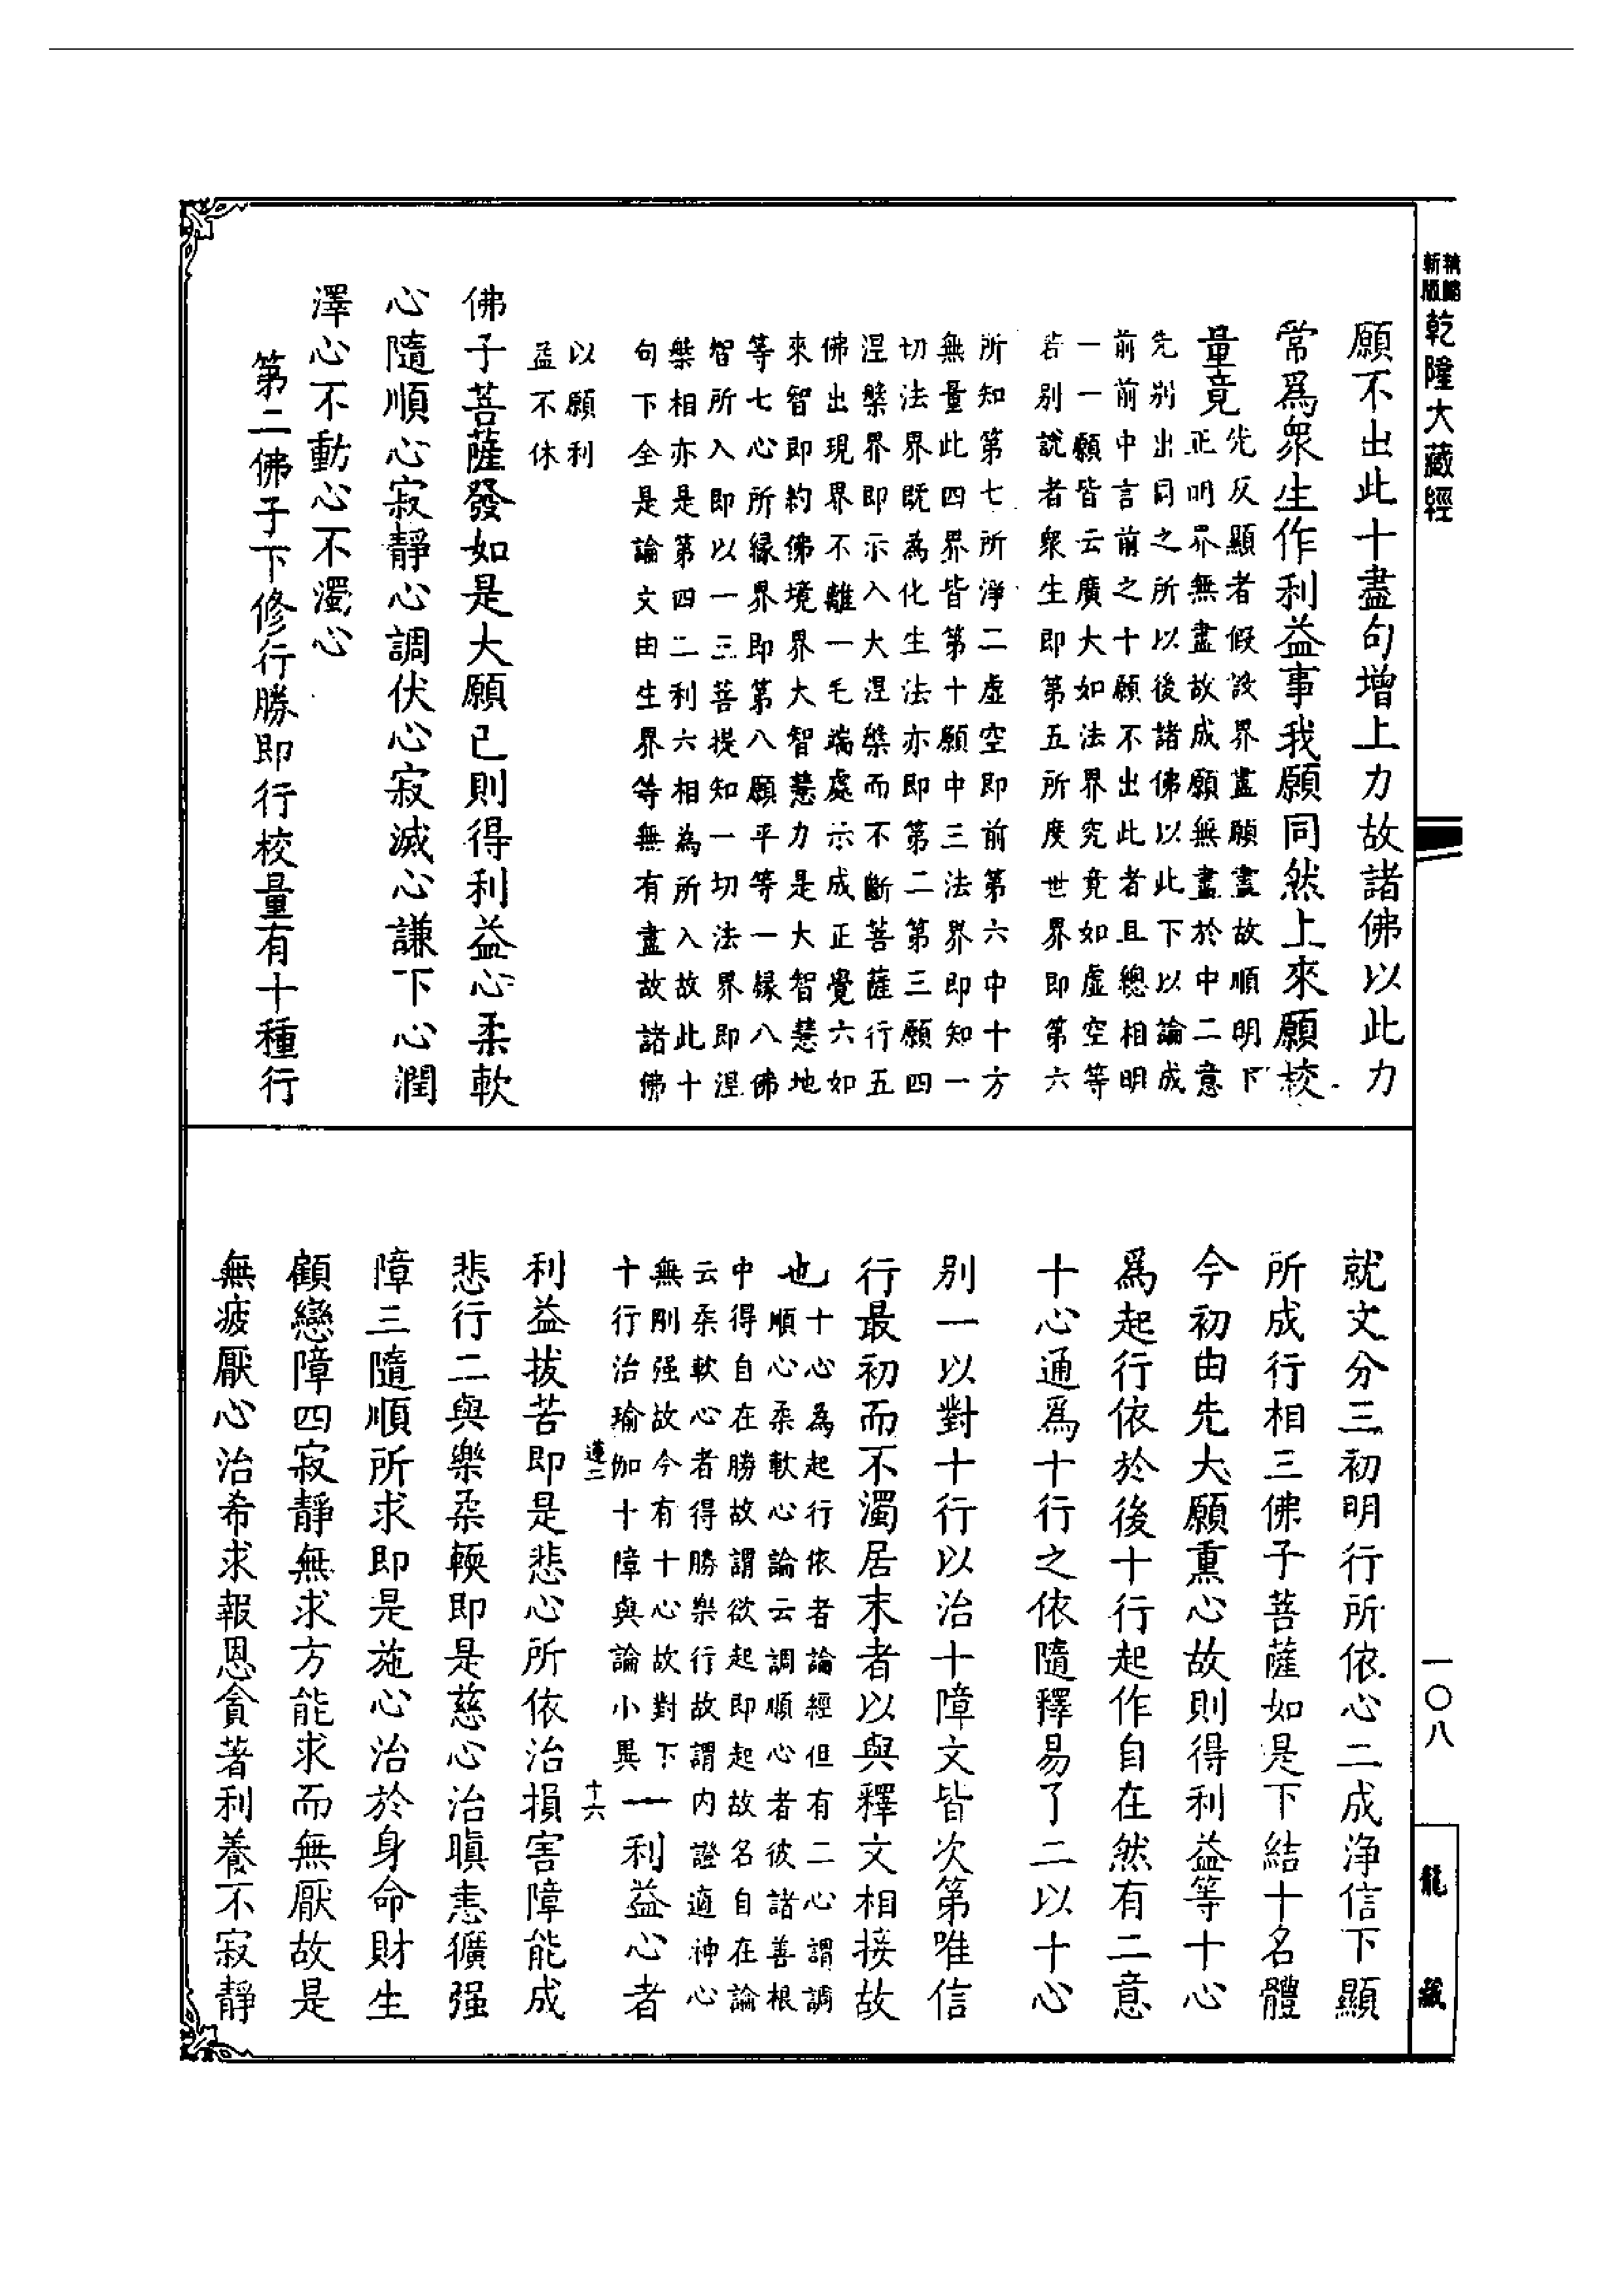 精縮
新版
乾隆大藏經
願不出此十盡句增上力故諸佛以此力
常爲衆生作利益事我願同然上來願校
量竟
先反顯者假設界盡願盡故順明下
正明界無盡故成願無盡於中二意
先別出同之所以後諸佛以此下以論成
前前中言前之十願不出此者且總相明
一一願皆云廣大如法界究竟如虛空等
若別說者衆生即第五所度世界即第六
所知第七所淨二虛空即前第六中十方
無量此四界皆第十願中三法界即知一
切法界既為化生法亦即第二第三願四
涅槃界即示入大涅槃而不斷菩薩行五
佛出現界不離一毛端處示成正覺六如
來智即約佛境界大智慧力是大智慧地
等七心所緣界即第八願平等一緣八佛
智所入即以一三菩提知一切法界即涅
槃相亦是第四二利六相為所入故此十
句下全是論文由生界等無有盡故諸佛
以願利
益不休
佛子菩薩發如是大願已則得利益心柔軟
心隨順心寂靜心調伏心寂滅心謙下心潤
澤心不動心不濁心
第二佛子下修行勝即行校量有十種行
就文分三初明行所依心二成淨信下顯
所成行相三佛子菩薩如是下結十名體
今初由先大願熏心故則得利益等十心
爲起行依於後十行起作自在然有二意
十心通爲十行之依隨釋易了二以十心
別一以對十行以治十障文皆次第唯信
行最初而不濁居末者以與釋文相接故
也
十心為起行依者論經但有二心謂調
順心柔軟心論云調順心者彼諸善根
中得自在勝故謂欲起即起故名自在論
云柔軟心者得勝樂行故謂内證適神心
無剛强故今有十心故對下
十行治瑜伽十障與論小異
一利益心者
蓮二
十六
利益拔苦即是悲心所依治損害障能成
悲行二與樂柔輭即是慈心治瞋恚獷强
障三隨順所求即是施心治於身命財生
顧戀障四寂靜無求方能求而無厭故是
無疲厭心治希求報恩貪著利養不寂靜
一〇八
龍藏